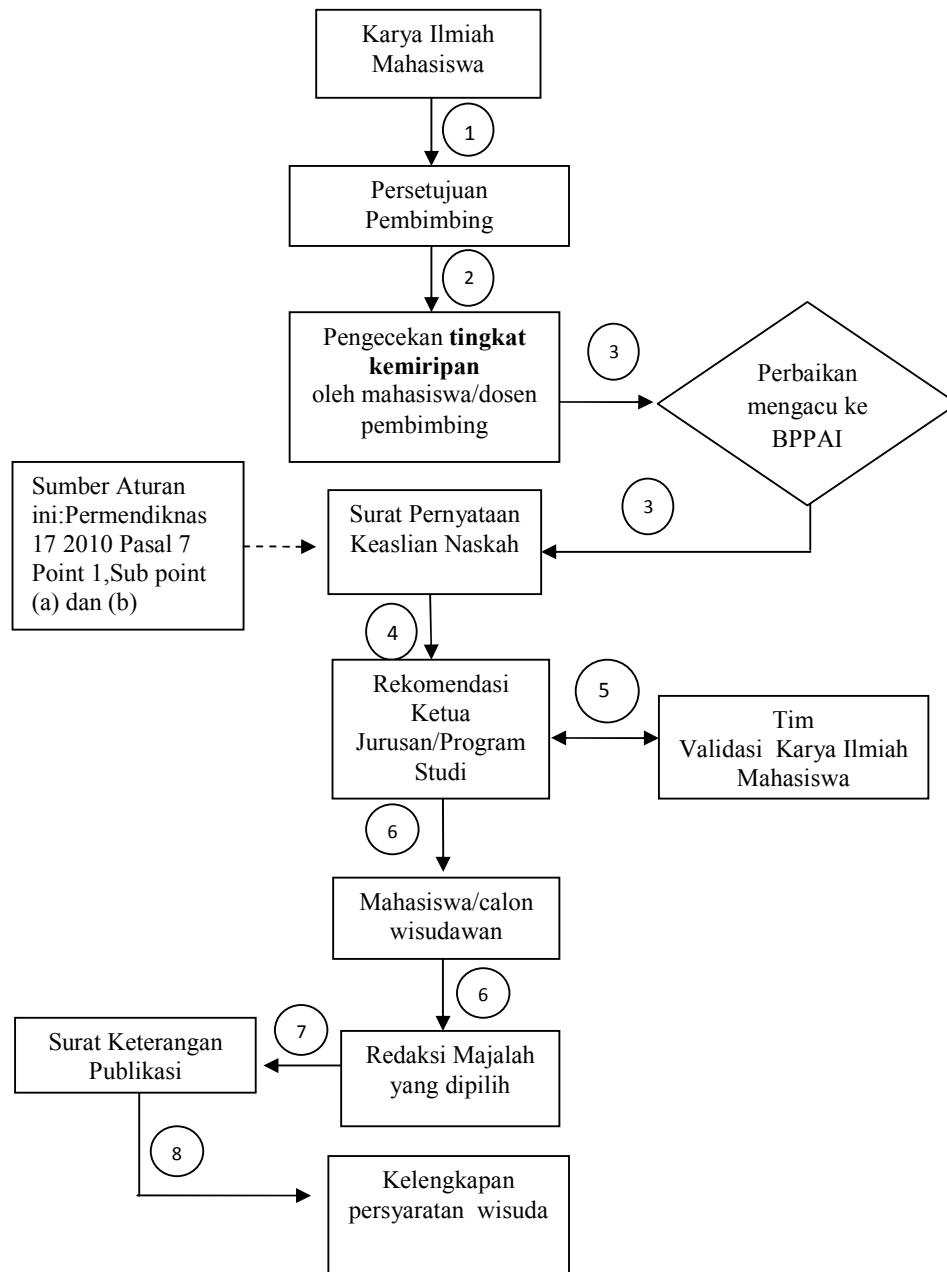 Karya Ilmiah
Mahasiswa
1
Persetujuan
Pembimbing
2
Pengecekan tingkat
kemiripan
oleh mahasiswa/dosen
pembimbing
3
Perbaikan
mengacu ke
BPPAI
Sumber Aturan
ini:Permendiknas
17 2010 Pasal 7
Point 1,Sub point
(a) dan (b)
3
Surat Pernyataan
Keaslian Naskah
4
Rekomendasi
Ketua
Jurusan/Program
Studi
5
Tim
Validasi Karya Ilmiah
Mahasiswa
6
Mahasiswa/calon
wisudawan
6
Redaksi Majalah
yang dipilih
7
Surat Keterangan
Publikasi
8
Kelengkapan
persyaratan wisuda